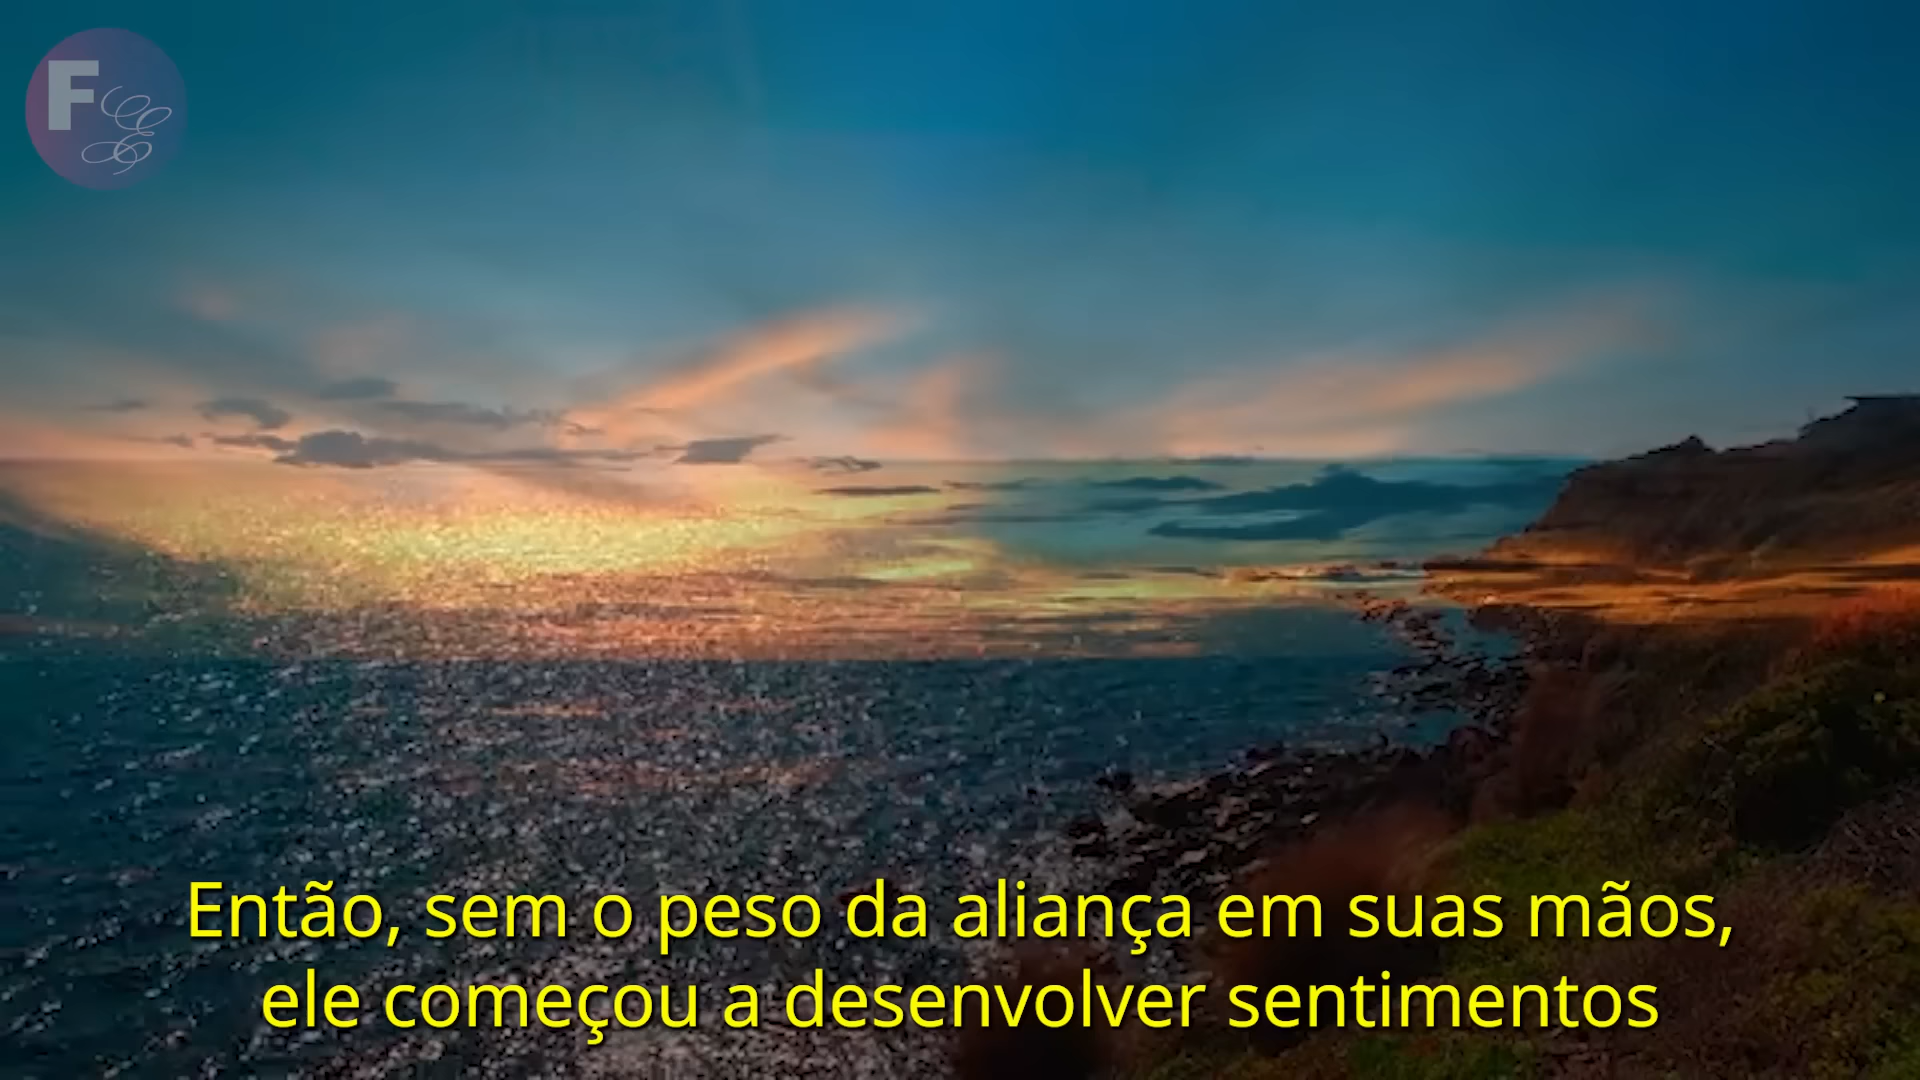 F E
Então, sem o peso da aliança em suas mãos,
ele começou a desenvolver sentimentos